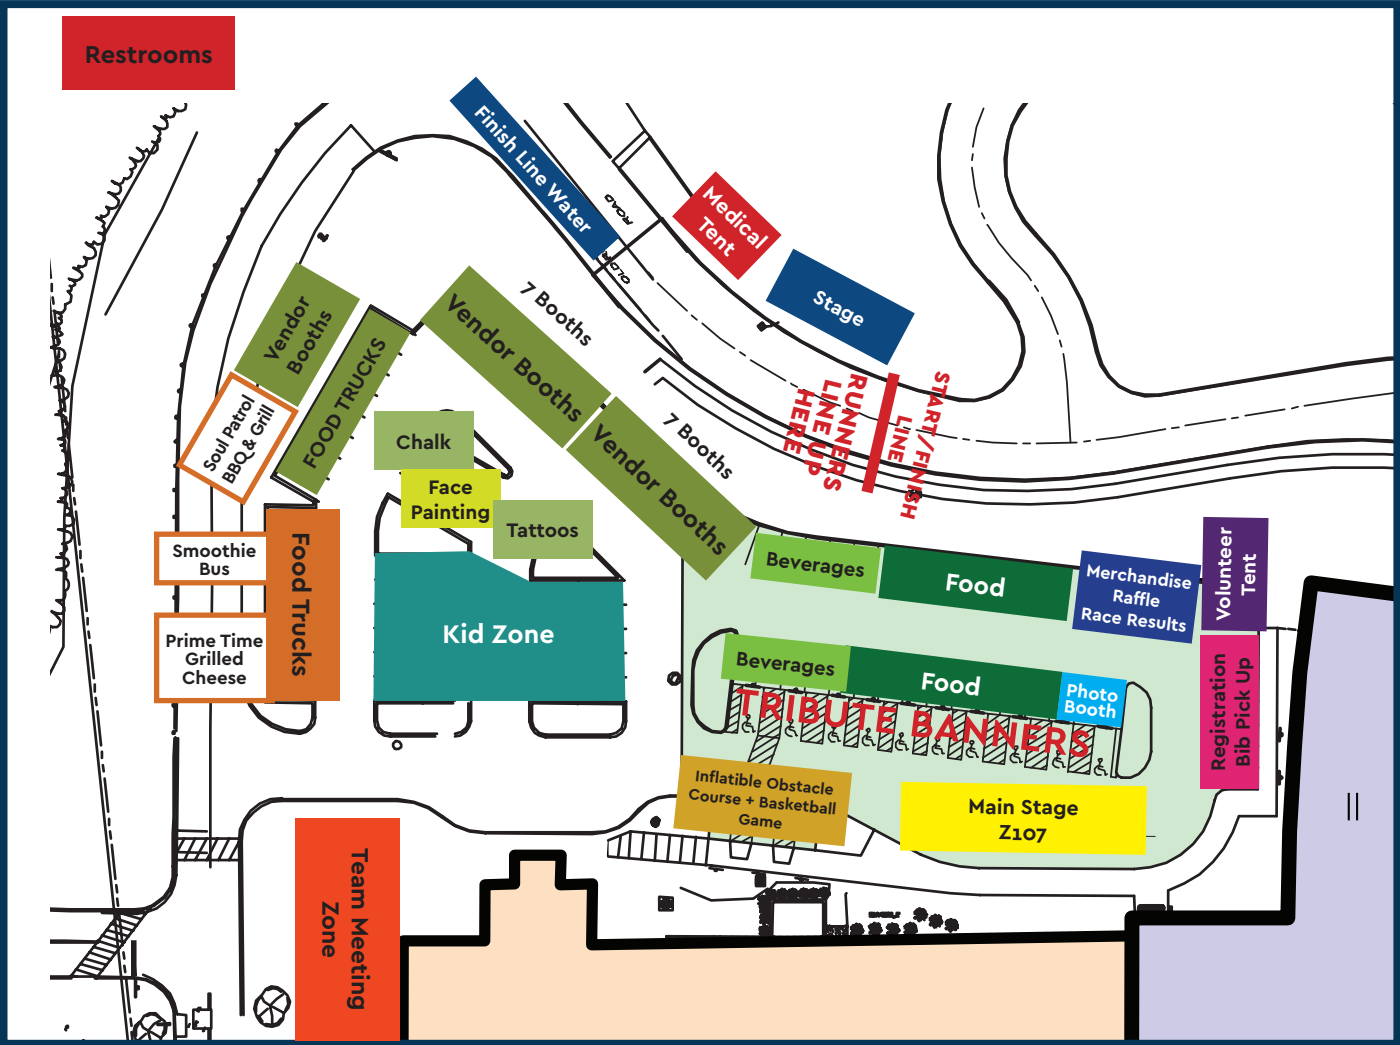 Restrooms
Finish Line Water
ROAD
OLD R
Medical
Tent
Stage
Vendor
Booths
7 Booths
Vendor Booths
FOOD TRUCKS
Soul Patrol
BBQ & Grill
RUNNERS
LINE UP
HERE
START/FINISH
LINE
Chalk
7 Booths
Vendor Booths
Face
Painting
Tattoos
Smoothie
Bus
Food Trucks
Prime Time
Grilled
Cheese
Kid Zone
Beverages
Food
Merchandise
Raffle
Race Results
Volunteer
Tent
Beverages
Food
Photo
Booth
TRIBUTE BANNERS
Registration
Bib Pick Up
Inflatible Obstacle
Course + Basketball
Game
Main Stage
Z107
Team Meeting
Zone